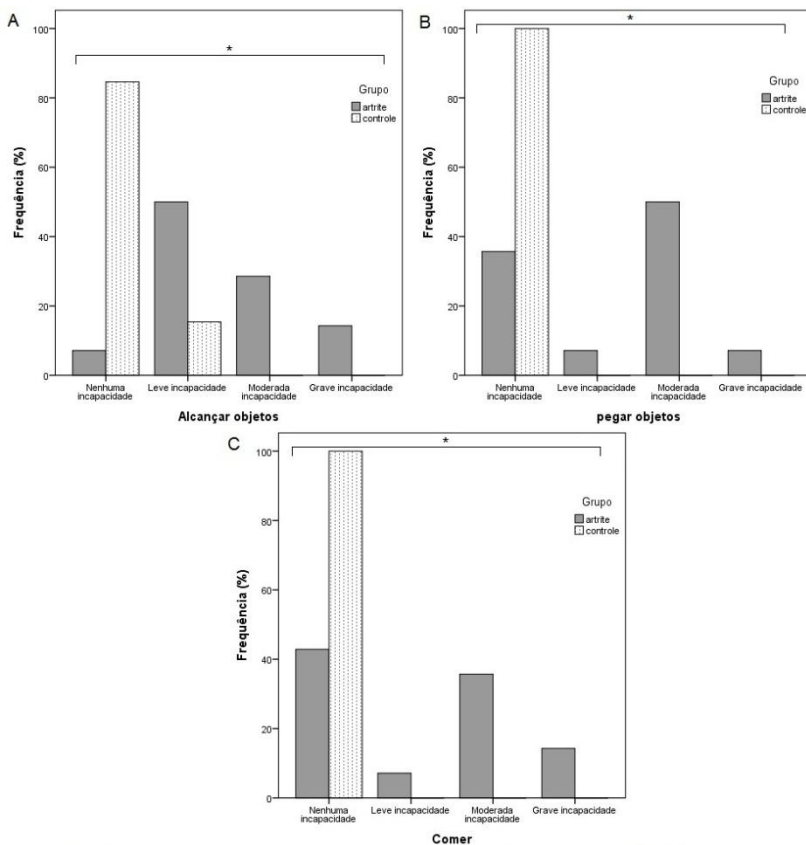 A
100
80
60
40
20
0
Frequência (%)
*
Grupo
artrite
controle
Nenhuma
incapacidade
Leve incapacidade
Moderada
incapacidade
Grave incapacidade
Alcançar objetos
B
100
80
60
40
20
0
Frequência (%)
*
Grupo
artrite
controle
Nenhuma
incapacidade
Leve incapacidade
Moderada
incapacidade
Grave incapacidade
pegar objetos
C
100
80
60
40
20
0
Frequência (%)
*
Grupo
artrite
controle
Nenhuma
incapacidade
Leve incapacidade
Moderada
incapacidade
Grave incapacidade
Comer